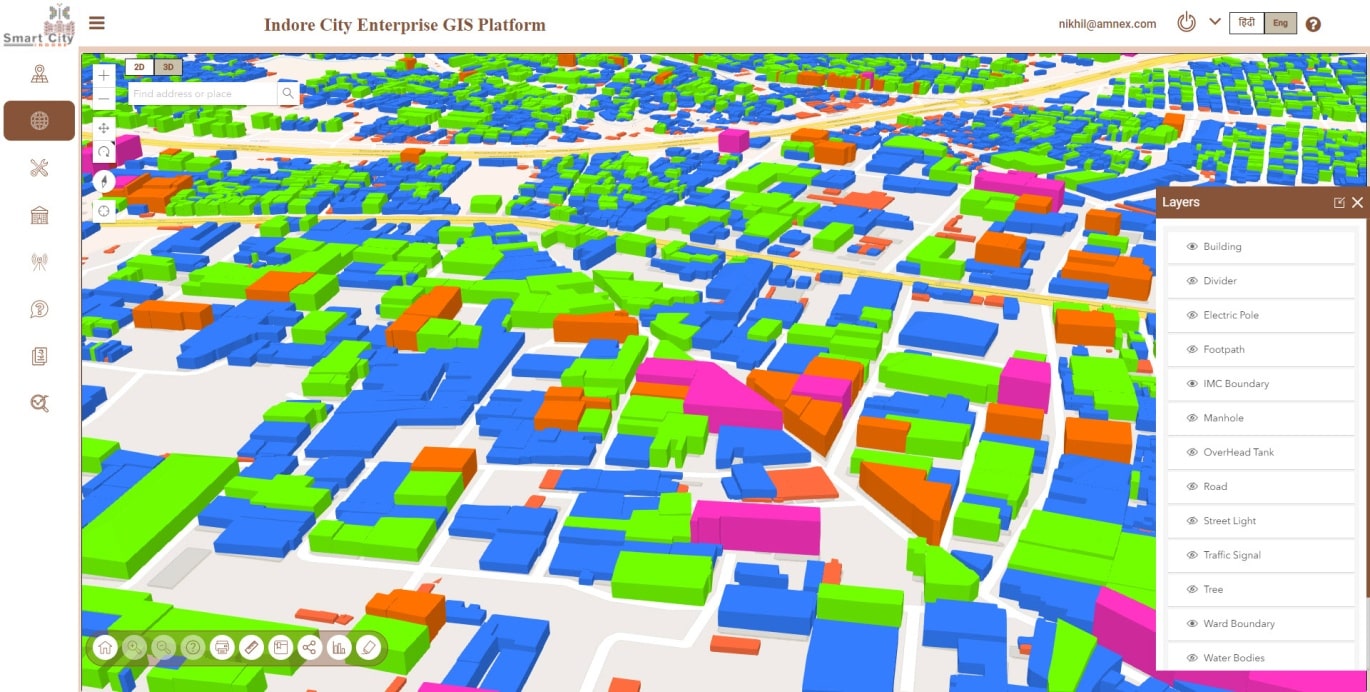 Smart City
INDORE
Indore City Enterprise GIS Platform
nikhil@amnex.com
हिंदी
Eng
?
2D
3D
Find address or place
Layers
Building
Divider
Electric Pole
Footpath
IMC Boundary
Manhole
OverHead Tank
Road
Street Light
Traffic Signal
Tree
Ward Boundary
Water Bodies